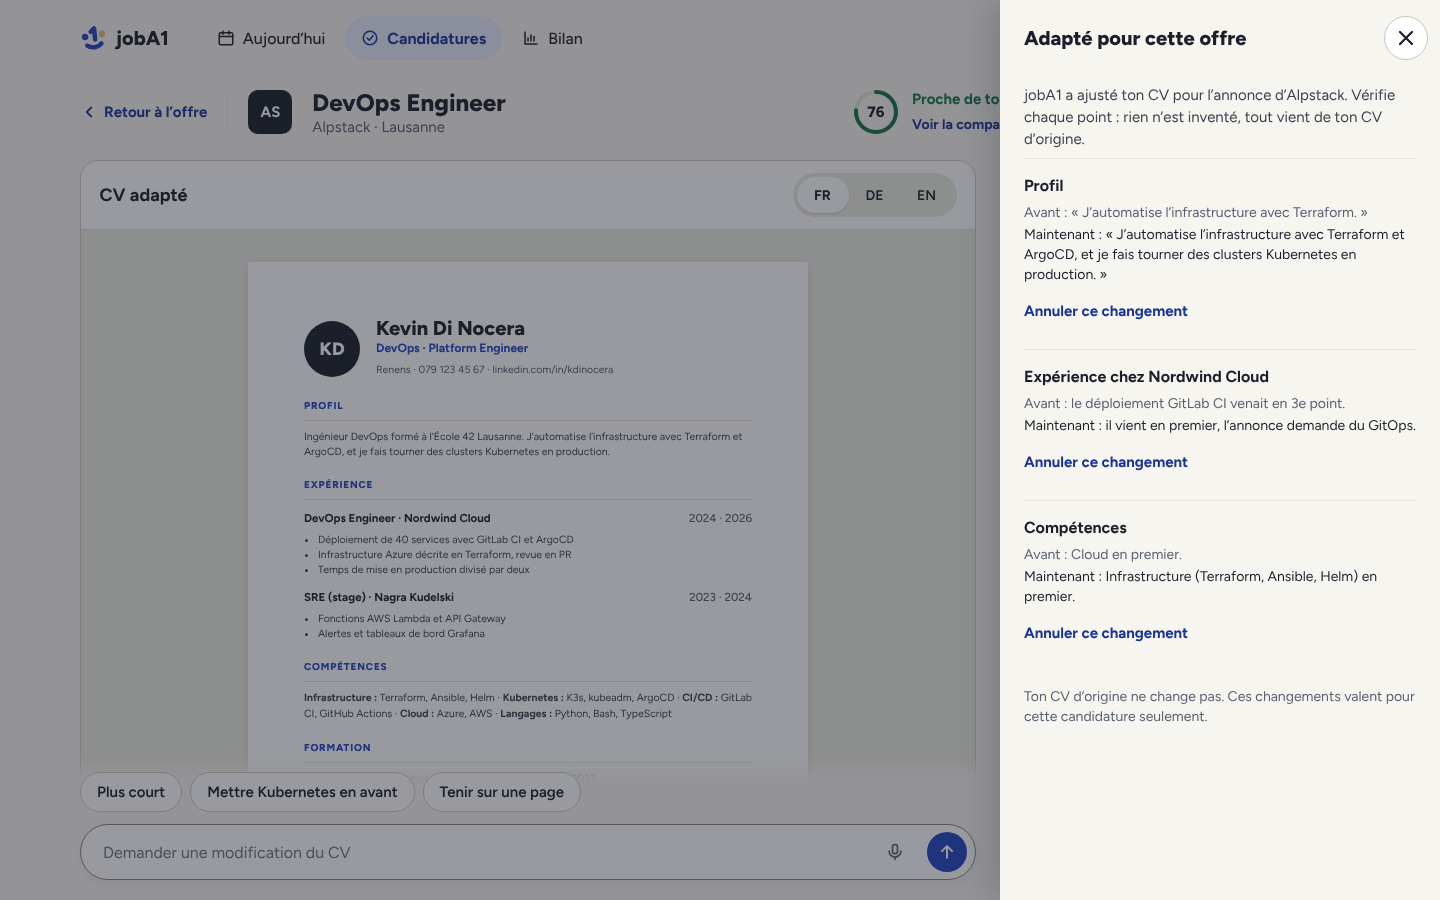 jobA1
Aujourd'hui
Candidatures
Bilan
Retour à l'offre
AS
DevOps Engineer
Alpstack · Lausanne
76
Proche de to
Voir la compa
CV adapté
FR
DE
EN
KD
Kevin Di Nocera
DevOps · Platform Engineer
Renens · 079 123 45 67 · linkedin.com/in/kdinocera
PROFIL
Ingénieur DevOps formé à l'École 42 Lausanne. J'automatise l'infrastructure avec Terraform et
ArgoCD, et je fais tourner des clusters Kubernetes en production.
EXPÉRIENCE
DevOps Engineer · Nordwind Cloud
2024 · 2026
• Déploiement de 40 services avec GitLab CI et ArgoCD
• Infrastructure Azure décrite en Terraform, revue en PR
• Temps de mise en production divisé par deux
SRE (stage) · Nagra Kudelski
2023 · 2024
• Fonctions AWS Lambda et API Gateway
• Alertes et tableaux de bord Grafana
COMPÉTENCES
Infrastructure : Terraform, Ansible, Helm · Kubernetes : K3s, kubeadm, ArgoCD · CI/CD : GitLab
CI, GitHub Actions · Cloud : Azure, AWS · Langages : Python, Bash, TypeScript
FORMATION
Plus court
Mettre Kubernetes en avant
Tenir sur une page
Demander une modification du CV
Adapté pour cette offre
jobA1 a ajusté ton CV pour l'annonce d'Alpstack. Vérifie
chaque point : rien n'est inventé, tout vient de ton CV
d'origine.
Profil
Avant : « J'automatise l'infrastructure avec Terraform. »
Maintenant : « J'automatise l'infrastructure avec Terraform et
ArgoCD, et je fais tourner des clusters Kubernetes en
production. »
Annuler ce changement
Expérience chez Nordwind Cloud
Avant : le déploiement GitLab CI venait en 3e point.
Maintenant : il vient en premier, l'annonce demande du GitOps.
Annuler ce changement
Compétences
Avant : Cloud en premier.
Maintenant : Infrastructure (Terraform, Ansible, Helm) en
premier.
Annuler ce changement
Ton CV d'origine ne change pas. Ces changements valent pour
cette candidature seulement.